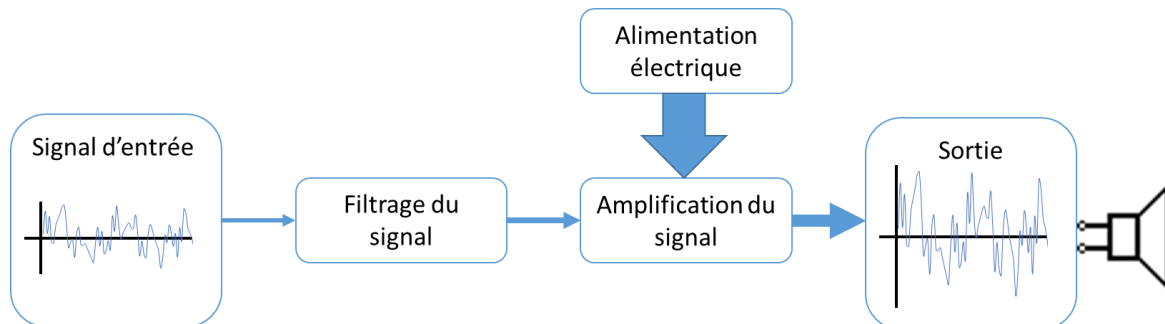 Alimentation
électrique
Signal d’entrée
Filtrage du
signal
Amplification du
signal
Sortie